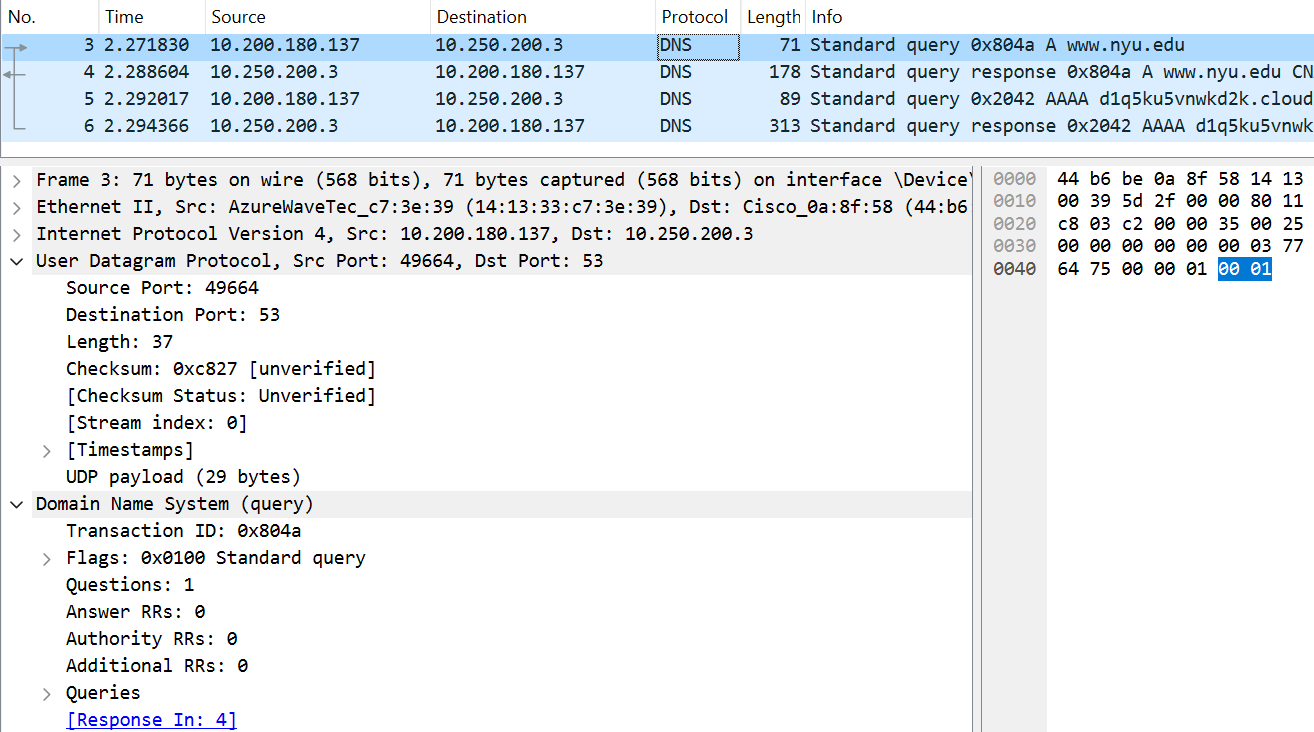 No. Time Source Destination Protocol Length Info
3 2.271830 10.200.180.137 10.250.200.3 DNS 71 Standard query 0x804a A www.nyu.edu
4 2.288604 10.250.200.3 10.200.180.137 DNS 178 Standard query response 0x804a A www.nyu.edu CN
5 2.292017 10.200.180.137 10.250.200.3 DNS 89 Standard query 0x2042 AAAA d1q5ku5vnwkd2k.cloud
6 2.294366 10.250.200.3 10.200.180.137 DNS 313 Standard query response 0x2042 AAAA d1q5ku5vnwk
Frame 3: 71 bytes on wire (568 bits), 71 bytes captured (568 bits) on interface \Device\
Ethernet II, Src: AzureWaveTec_c7:3e:39 (14:13:33:c7:3e:39), Dst: Cisco_0a:8f:58 (44:b6
Internet Protocol Version 4, Src: 10.200.180.137, Dst: 10.250.200.3
User Datagram Protocol, Src Port: 49664, Dst Port: 53
Source Port: 49664
Destination Port: 53
Length: 37
Checksum: 0xc827 [unverified]
[Checksum Status: Unverified]
[Stream index: 0]
[Timestamps]
UDP payload (29 bytes)
Domain Name System (query)
Transaction ID: 0x804a
Flags: 0x0100 Standard query
Questions: 1
Answer RRs: 0
Authority RRs: 0
Additional RRs: 0
Queries
[Response In: 4]
0000 44 b6 be 0a 8f 58 14 13
0010 00 39 5d 2f 00 00 80 11
0020 c8 03 c2 00 00 35 00 25
0030 00 00 00 00 00 00 03 77
0040 64 75 00 00 01 00 01